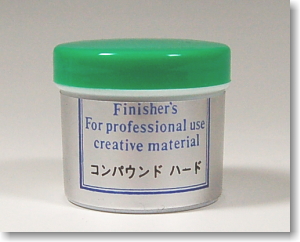 Finisher's
For professional use
creative material
コンパウンド ハード